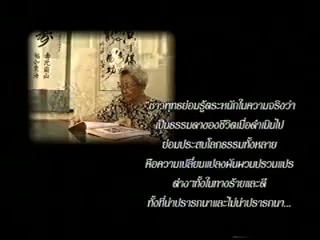 ชาวพุทธย่อมรู้ตระหนักในความจริงว่า
เป็นธรรมดาของชีวิตเมื่อดำเนินไป
ย่อมประสบโลกธรรมทั้งหลาย
คือความเปลี่ยนแปลงผันผวนปรวนแปร
ต่างๆทั้งในทางร้ายและดี
ทั้งที่น่าปรารถนาและไม่น่าปรารถนา...